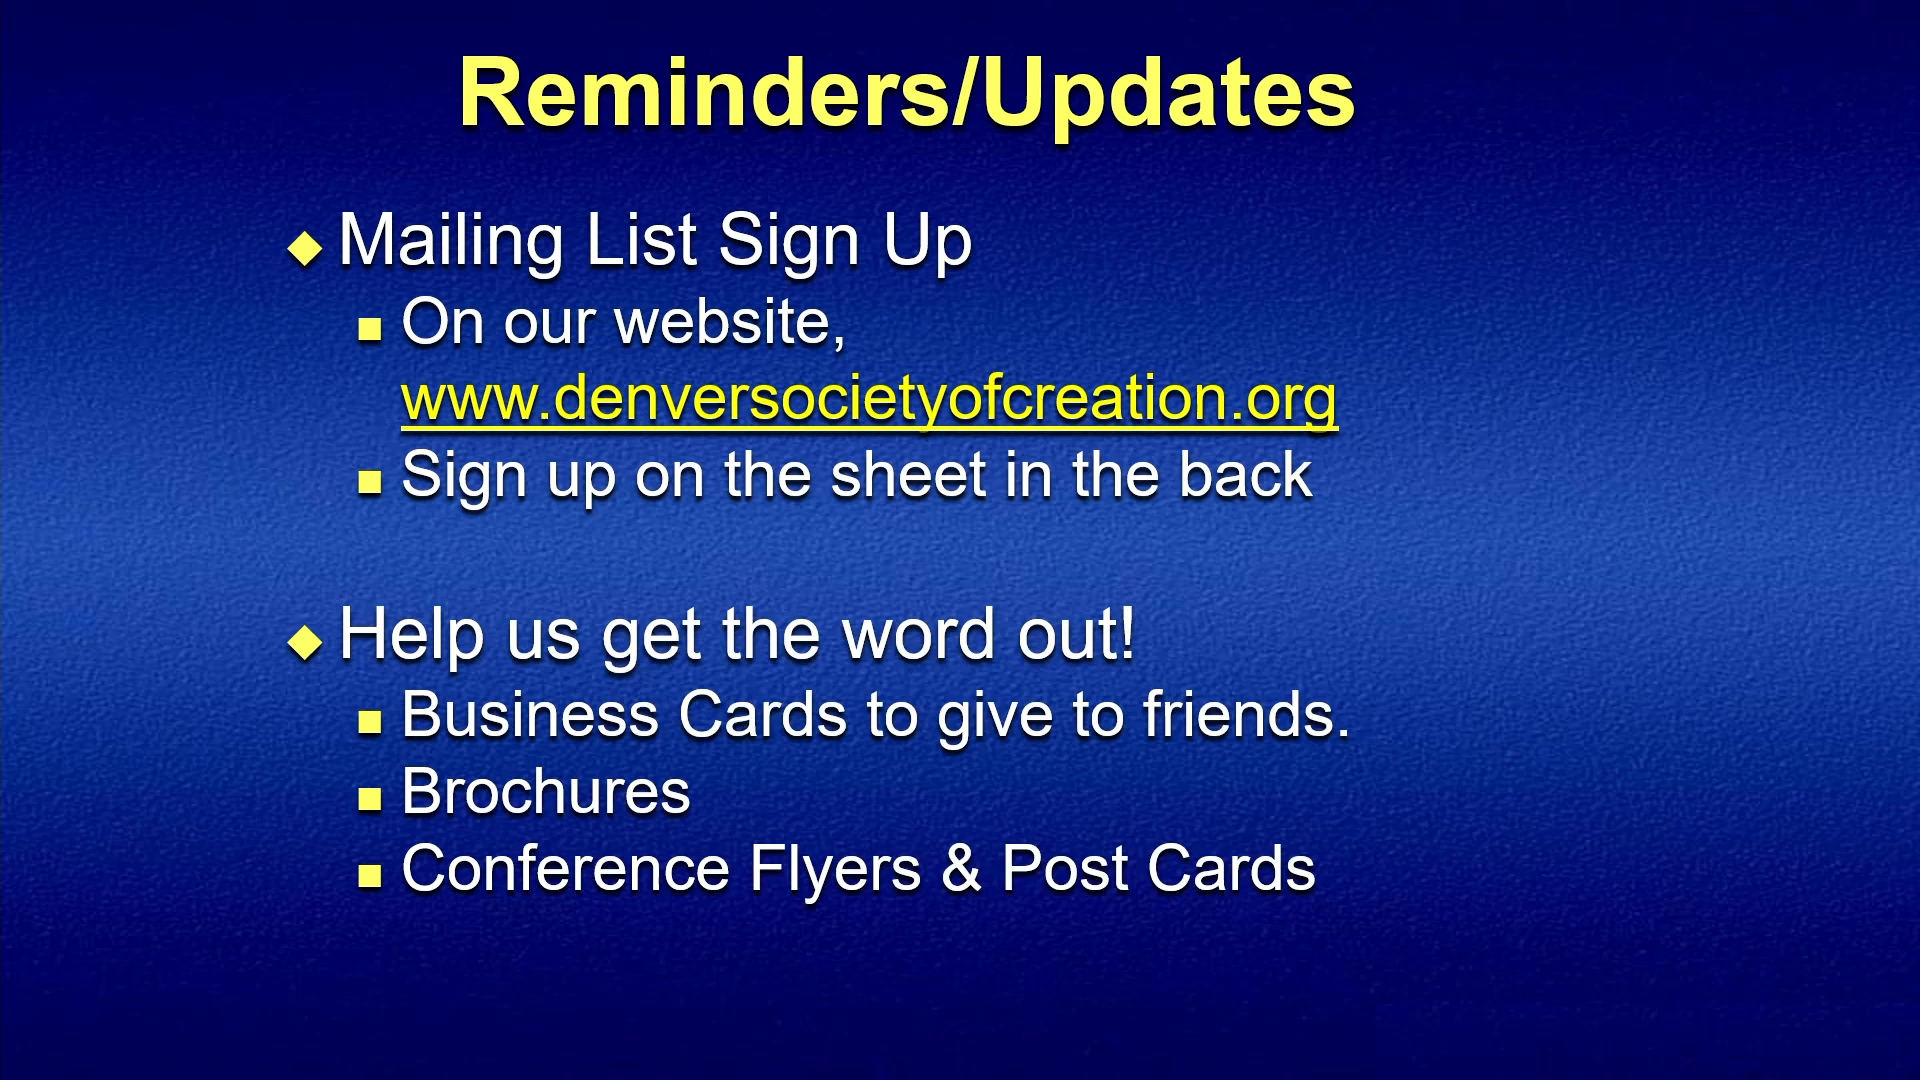 Reminders/Updates
Mailing List Sign Up
On our website,
www.denversocietyofcreation.org
Sign up on the sheet in the back
Help us get the word out!
Business Cards to give to friends.
Brochures
Conference Flyers & Post Cards